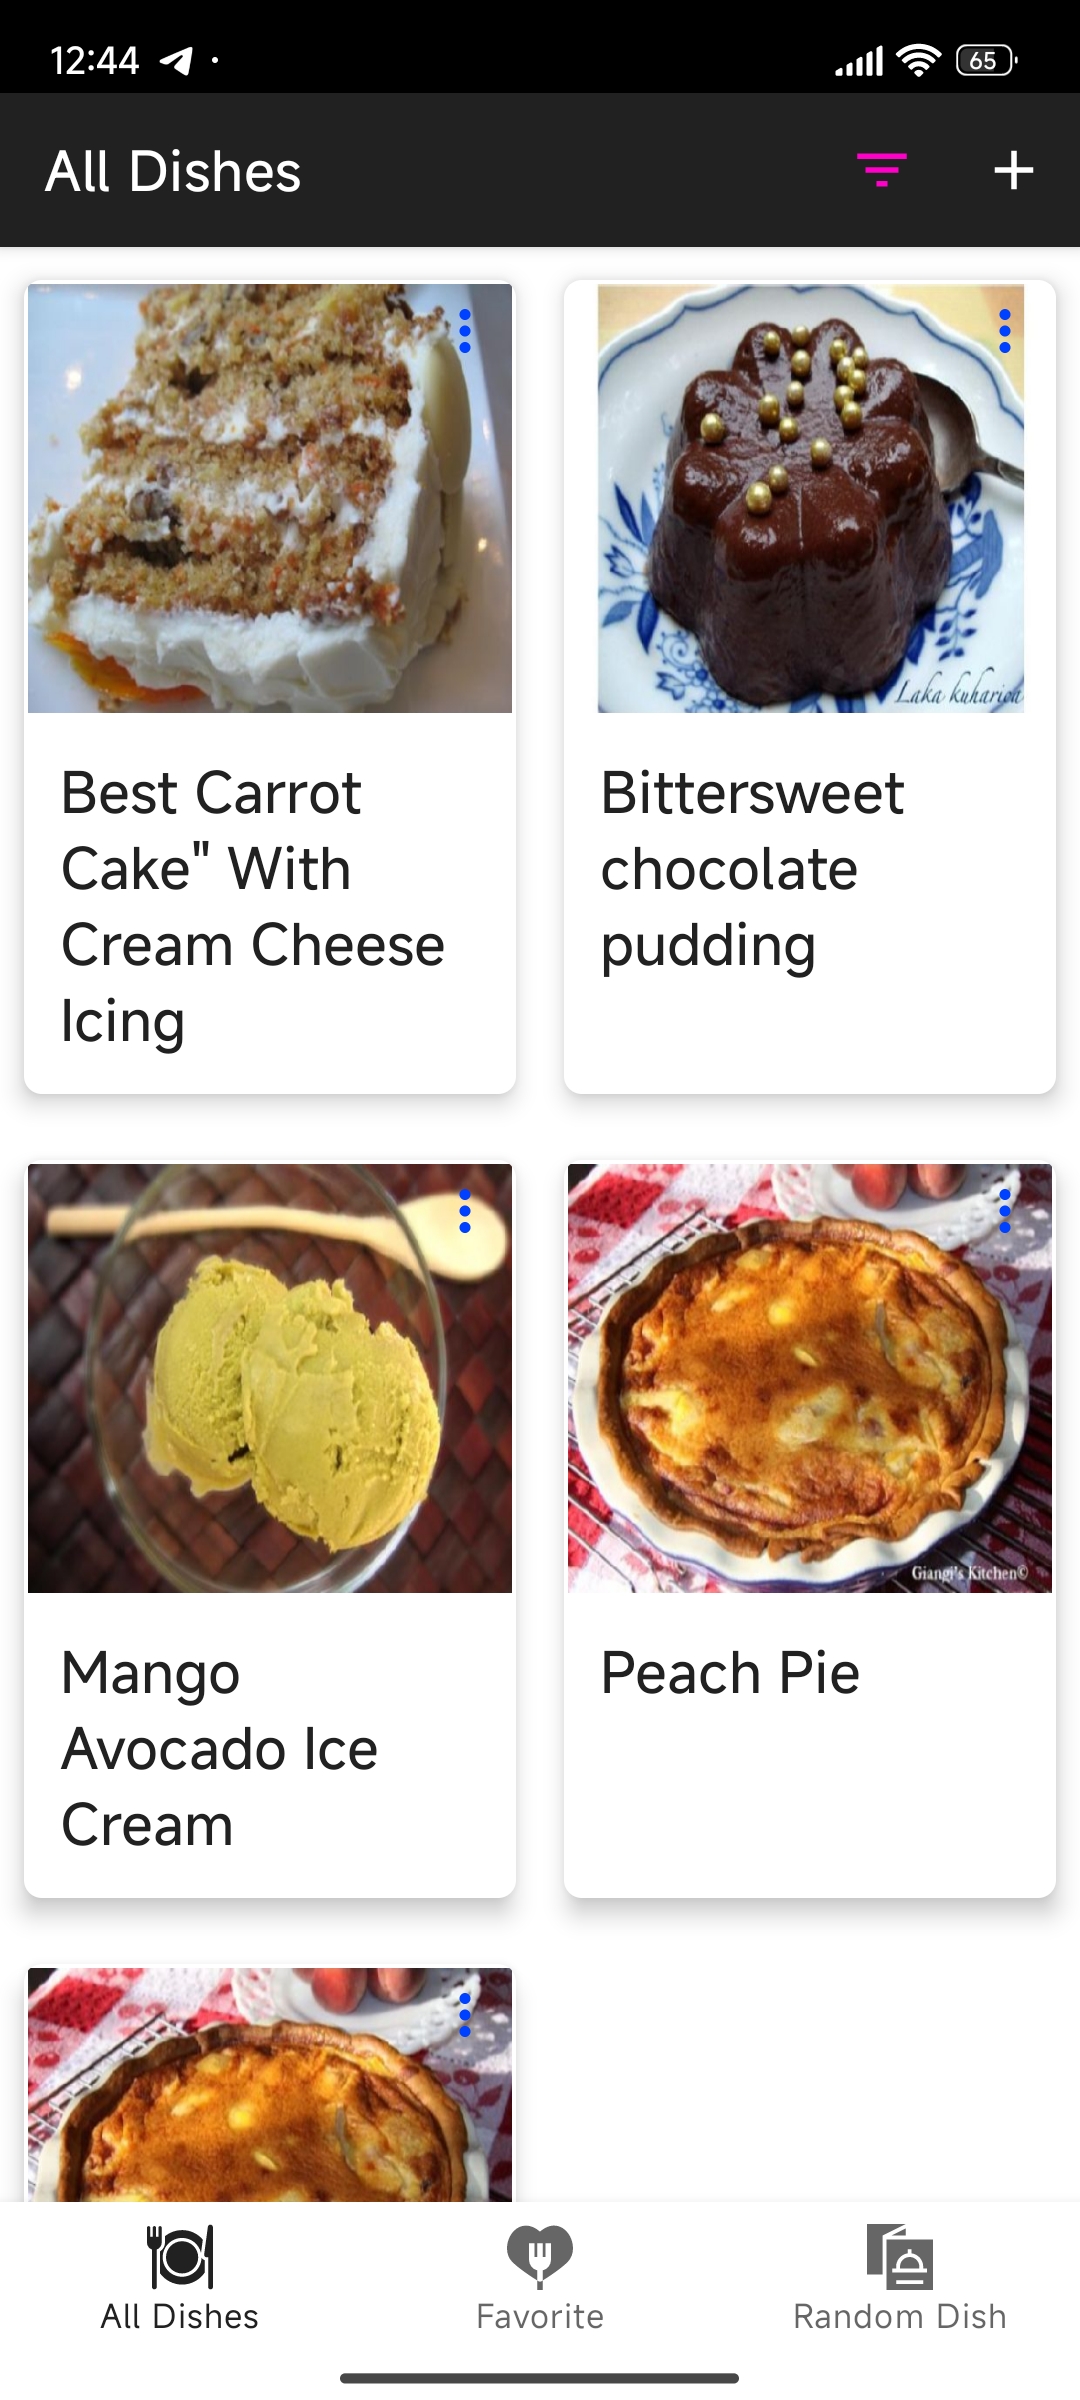 12:44
65
All Dishes
Laka kuharica
Best Carrot
Cake" With
Cream Cheese
Icing
Bittersweet
chocolate
pudding
Giangi's Kitchen©
Mango
Avocado Ice
Cream
Peach Pie
All Dishes
Favorite
Random Dish